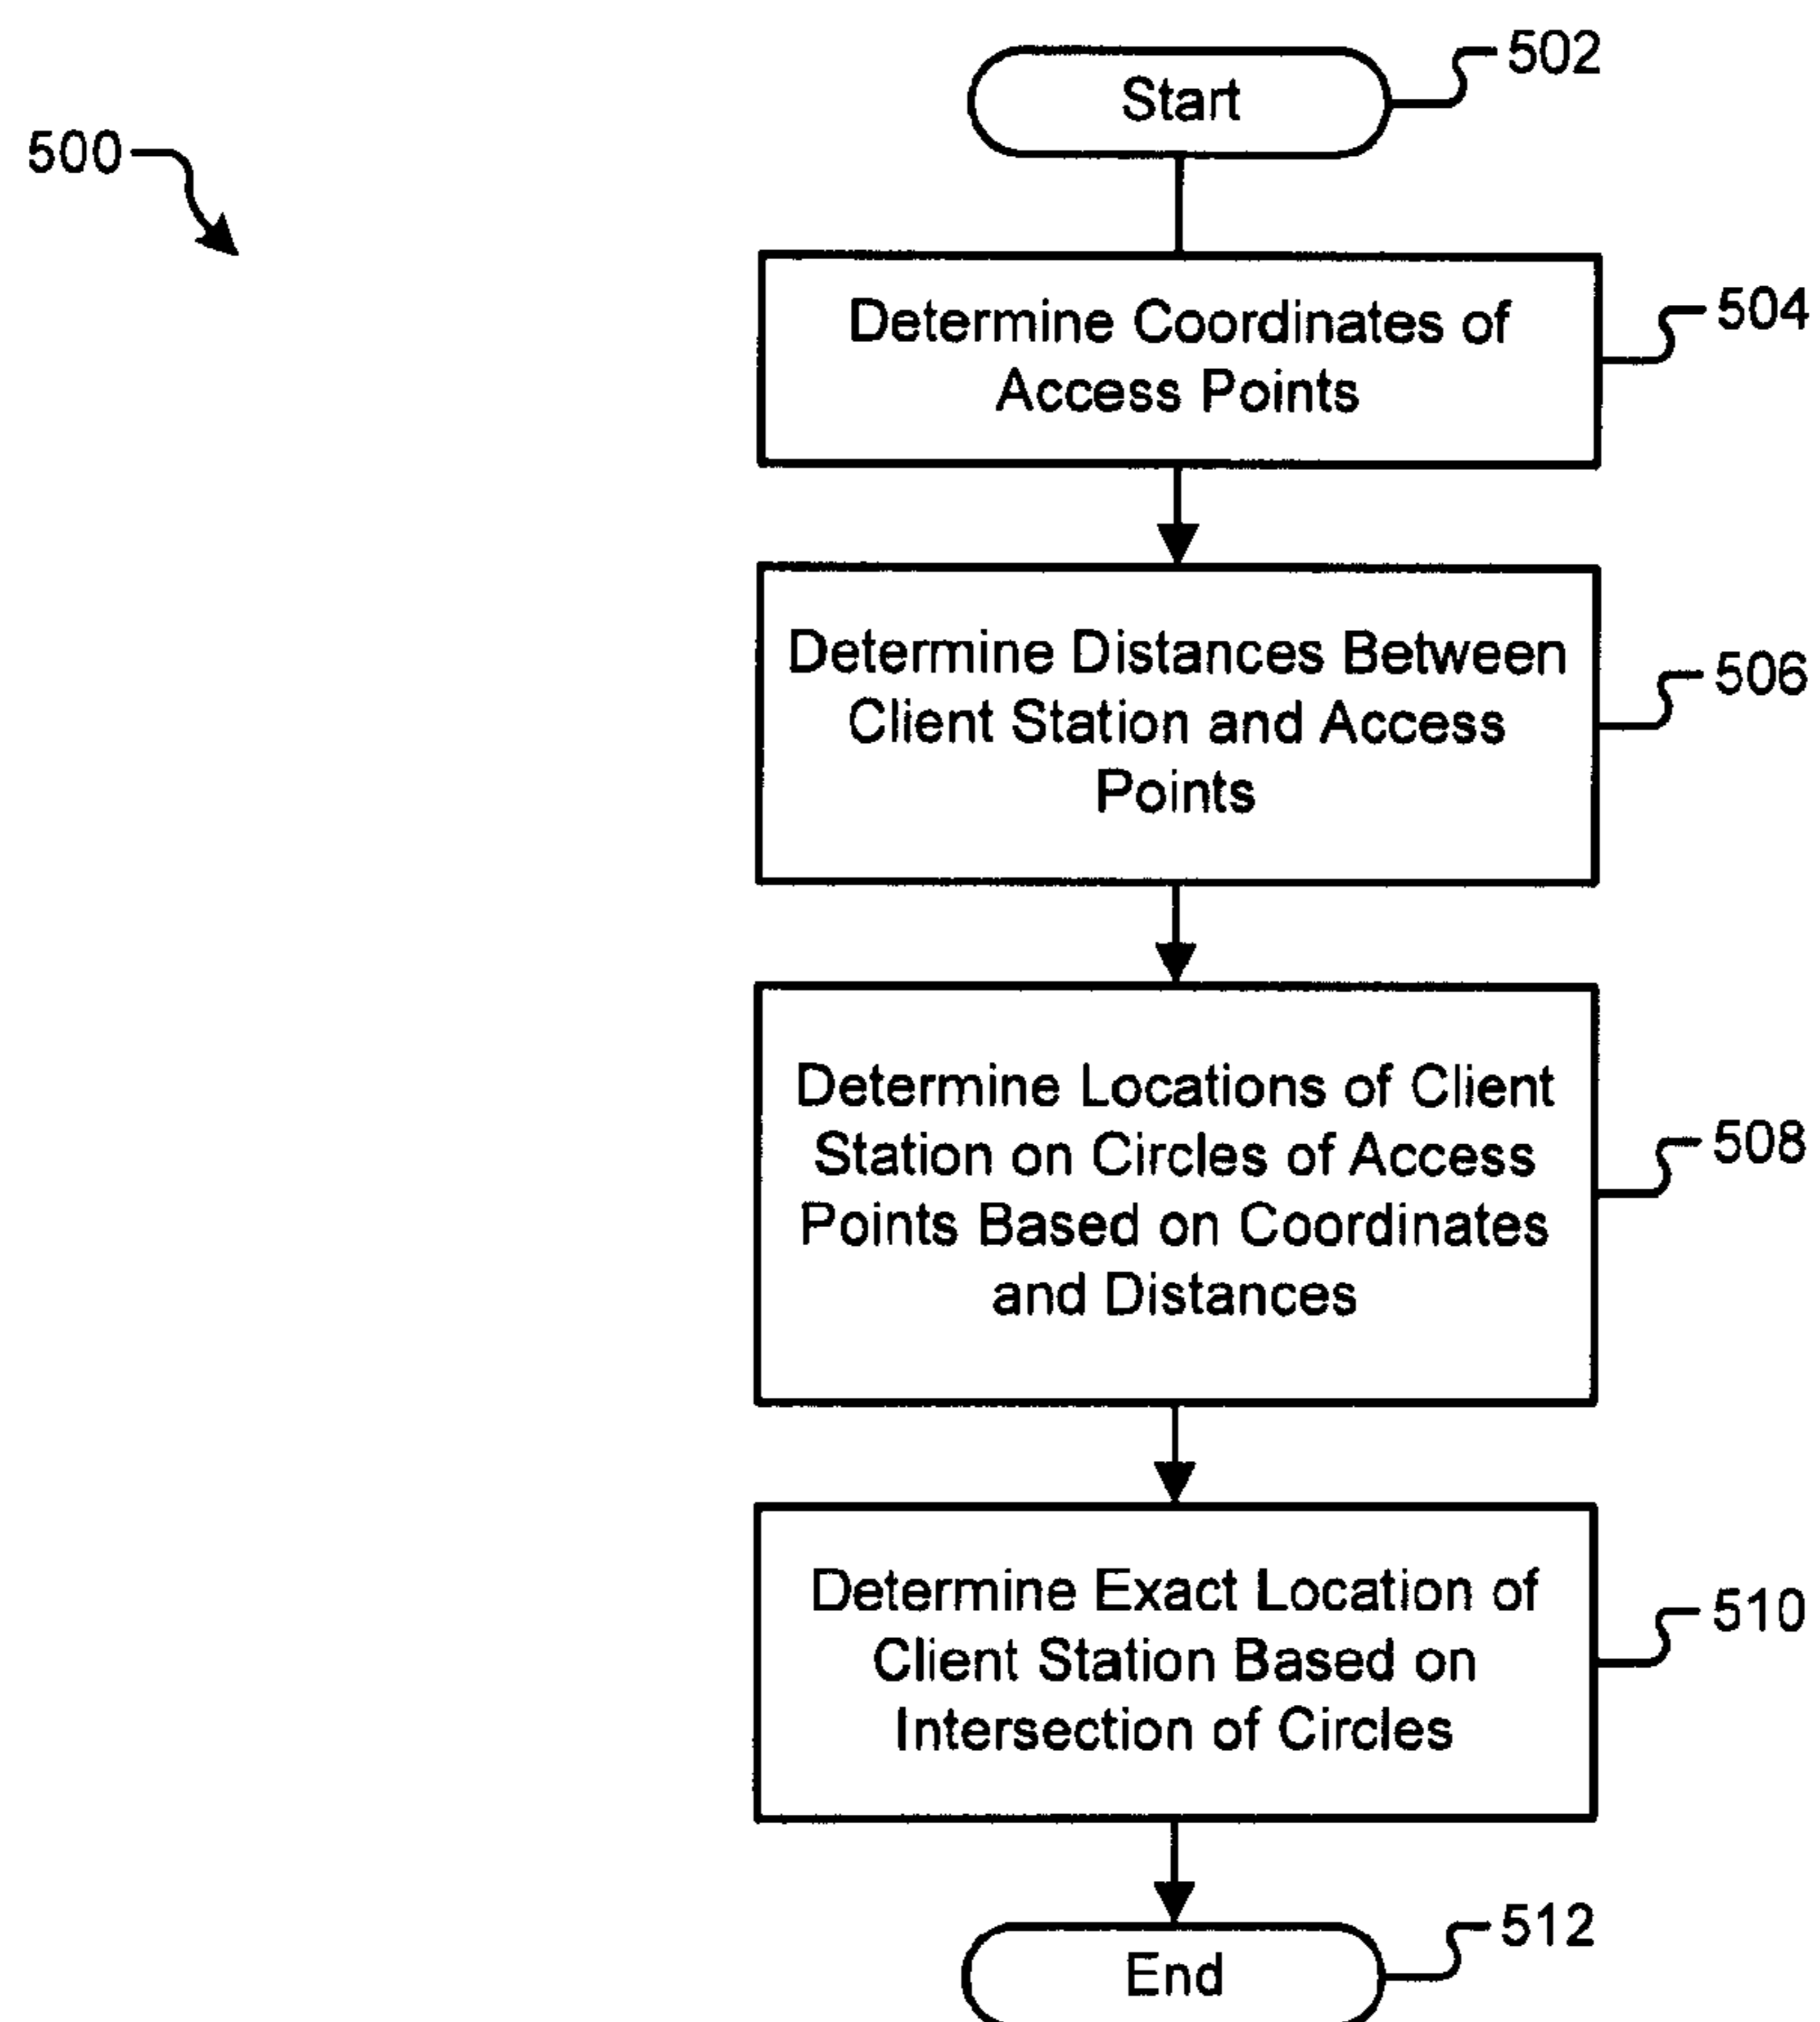 502
Start
500
504
Determine Coordinates of
Access Points
506
Determine Distances Between
Client Station and Access
Points
508
Determine Locations of Client
Station on Circles of Access
Points Based on Coordinates
and Distances
510
Determine Exact Location of
Client Station Based on
Intersection of Circles
512
End